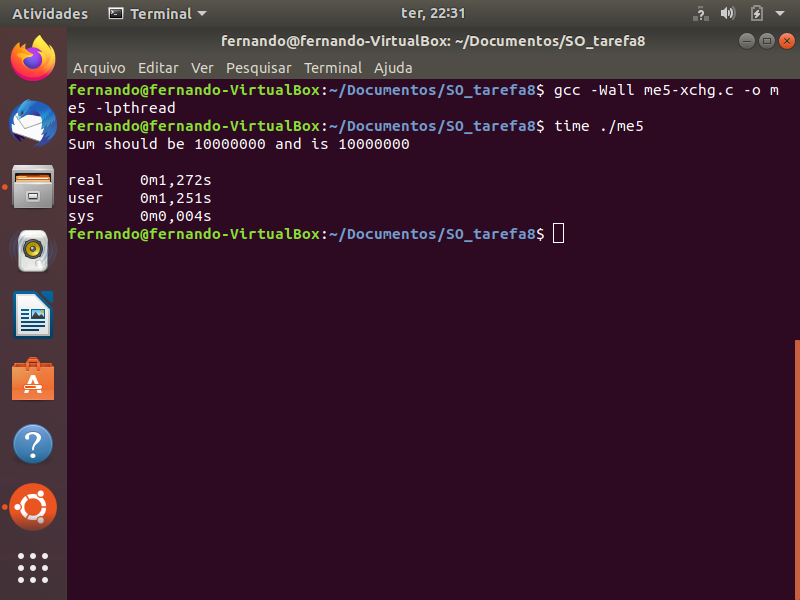 Atividades Terminal ter, 22:31
fernando@fernando-VirtualBox: ~/Documentos/SO_tarefa8
Arquivo Editar Ver Pesquisar Terminal Ajuda
fernando@fernando-VirtualBox:~/Documentos/SO_tarefa8$ gcc -Wall me5-xchg.c -o m
e5 -lpthread
fernando@fernando-VirtualBox:~/Documentos/SO_tarefa8$ time ./me5
Sum should be 10000000 and is 10000000
real 0m1,272s
user 0m1,251s
sys 0m0,004s
fernando@fernando-VirtualBox:~/Documentos/SO_tarefa8$